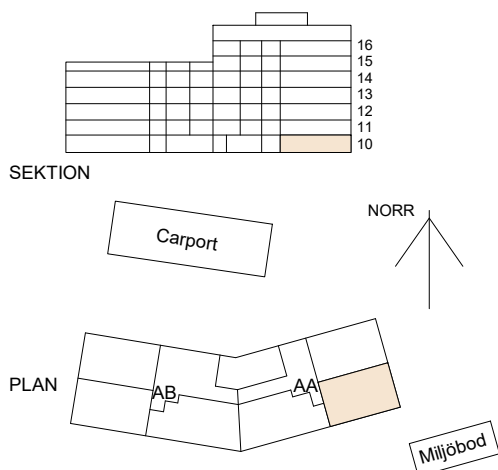 16
15
14
13
12
11
10
SEKTION
NORR
Carport
PLAN
AB
AA
Miljöbod